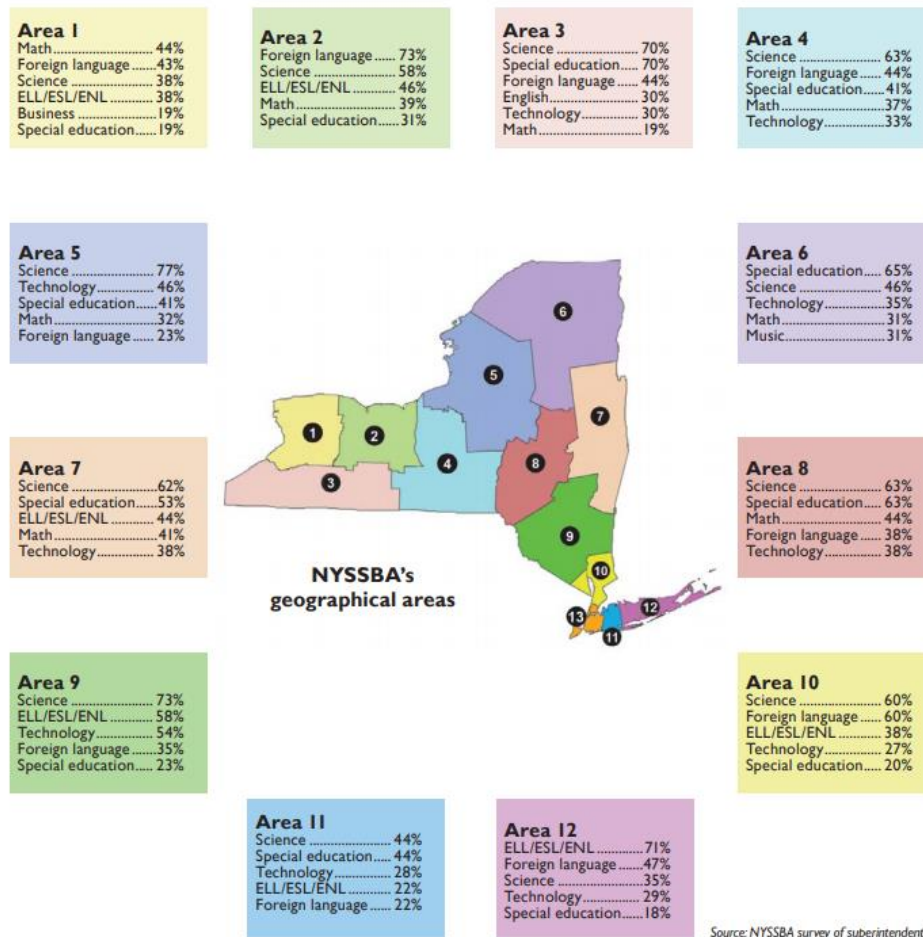 Area 1
Math 44%
Foreign language 43%
Science 38%
ELL/ESL/ENL 38%
Business 19%
Special education 19%
Area 2
Foreign language 73%
Science 58%
ELL/ESL/ENL 46%
Math 39%
Special education 31%
Area 3
Science 70%
Special education 70%
Foreign language 44%
English 30%
Technology 30%
Math 19%
Area 4
Science 63%
Foreign language 44%
Special education 41%
Math 37%
Technology 33%
Area 5
Science 77%
Technology 46%
Special education 41%
Math 32%
Foreign language 23%
Area 6
Special education 65%
Science 46%
Technology 35%
Math 31%
Music 31%
6
5
7
1
2
4
8
3
9
10
12
13
11
NYSSBA's
geographical areas
Area 7
Science 62%
Special education 53%
ELL/ESL/ENL 44%
Math 41%
Technology 38%
Area 8
Science 63%
Special education 63%
Math 44%
Foreign language 38%
Technology 38%
Area 9
Science 73%
ELL/ESL/ENL 58%
Technology 54%
Foreign language 35%
Special education 23%
Area 10
Science 60%
Foreign language 60%
ELL/ESL/ENL 38%
Technology 27%
Special education 20%
Area 11
Science 44%
Special education 44%
Technology 28%
ELL/ESL/ENL 22%
Foreign language 22%
Area 12
ELL/ESL/ENL 71%
Foreign language 47%
Science 35%
Technology 29%
Special education 18%
Source: NYSSBA survey of superintendent